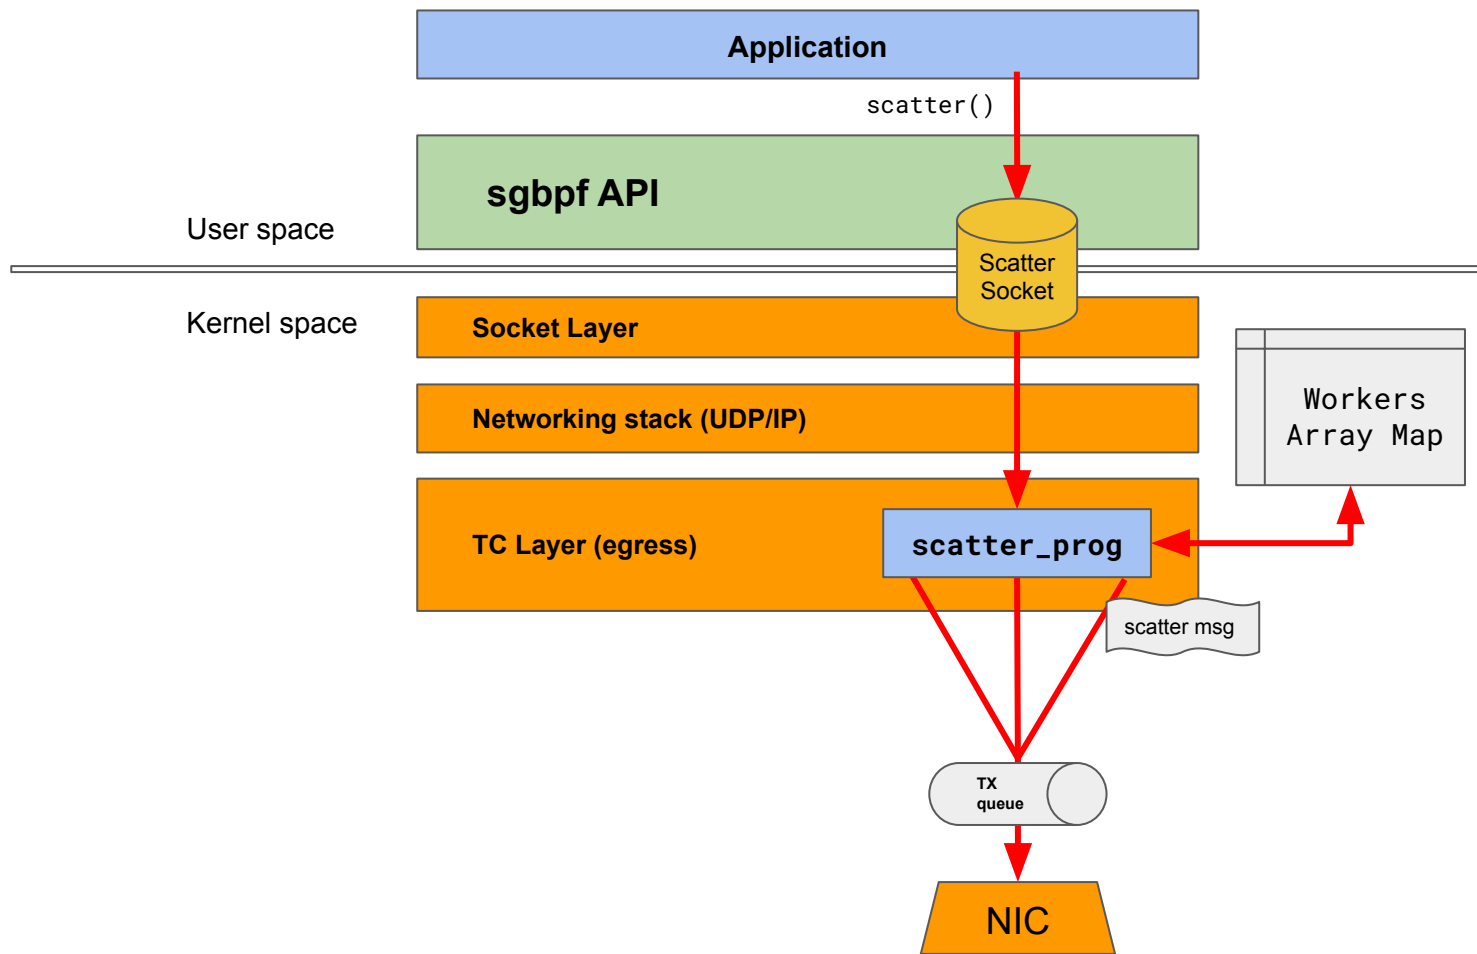 Application
scatter()
sgbpf API
User space
Scatter
Socket
Kernel space
Socket Layer
Workers
Array Map
Networking stack (UDP/IP)
TC Layer (egress)
scatter_prog
scatter msg
TX
queue
NIC